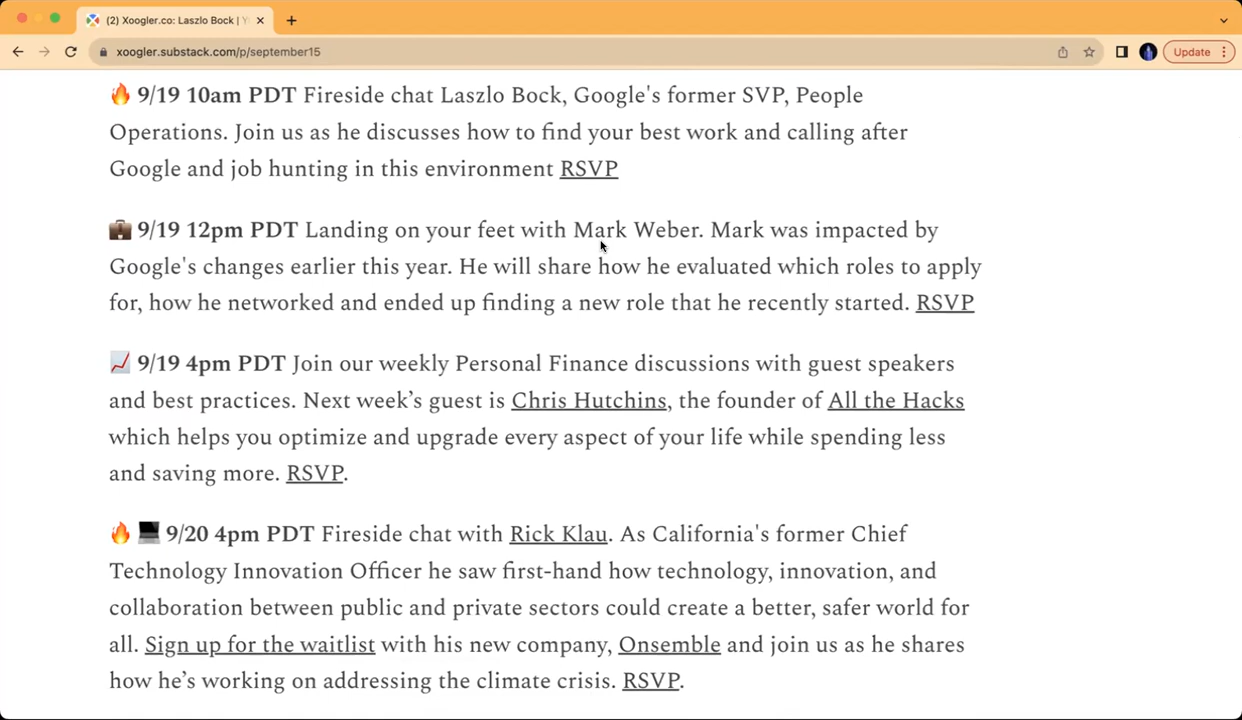 (2) Xoogler.co: Laszlo Bock |
xoogler.substack.com/p/september15
Update
9/19 10am PDT Fireside chat Laszlo Bock, Google's former SVP, People
Operations. Join us as he discusses how to find your best work and calling after
Google and job hunting in this environment RSVP
9/19 12pm PDT Landing on your feet with Mark Weber. Mark was impacted by
Google's changes earlier this year. He will share how he evaluated which roles to apply
for, how he networked and ended up finding a new role that he recently started. RSVP
9/19 4pm PDT Join our weekly Personal Finance discussions with guest speakers
and best practices. Next week’s guest is Chris Hutchins, the founder of All the Hacks
which helps you optimize and upgrade every aspect of your life while spending less
and saving more. RSVP.
9/20 4pm PDT Fireside chat with Rick Klau. As California's former Chief
Technology Innovation Officer he saw first-hand how technology, innovation, and
collaboration between public and private sectors could create a better, safer world for
all. Sign up for the waitlist with his new company, Onsemble and join us as he shares
how he’s working on addressing the climate crisis. RSVP.